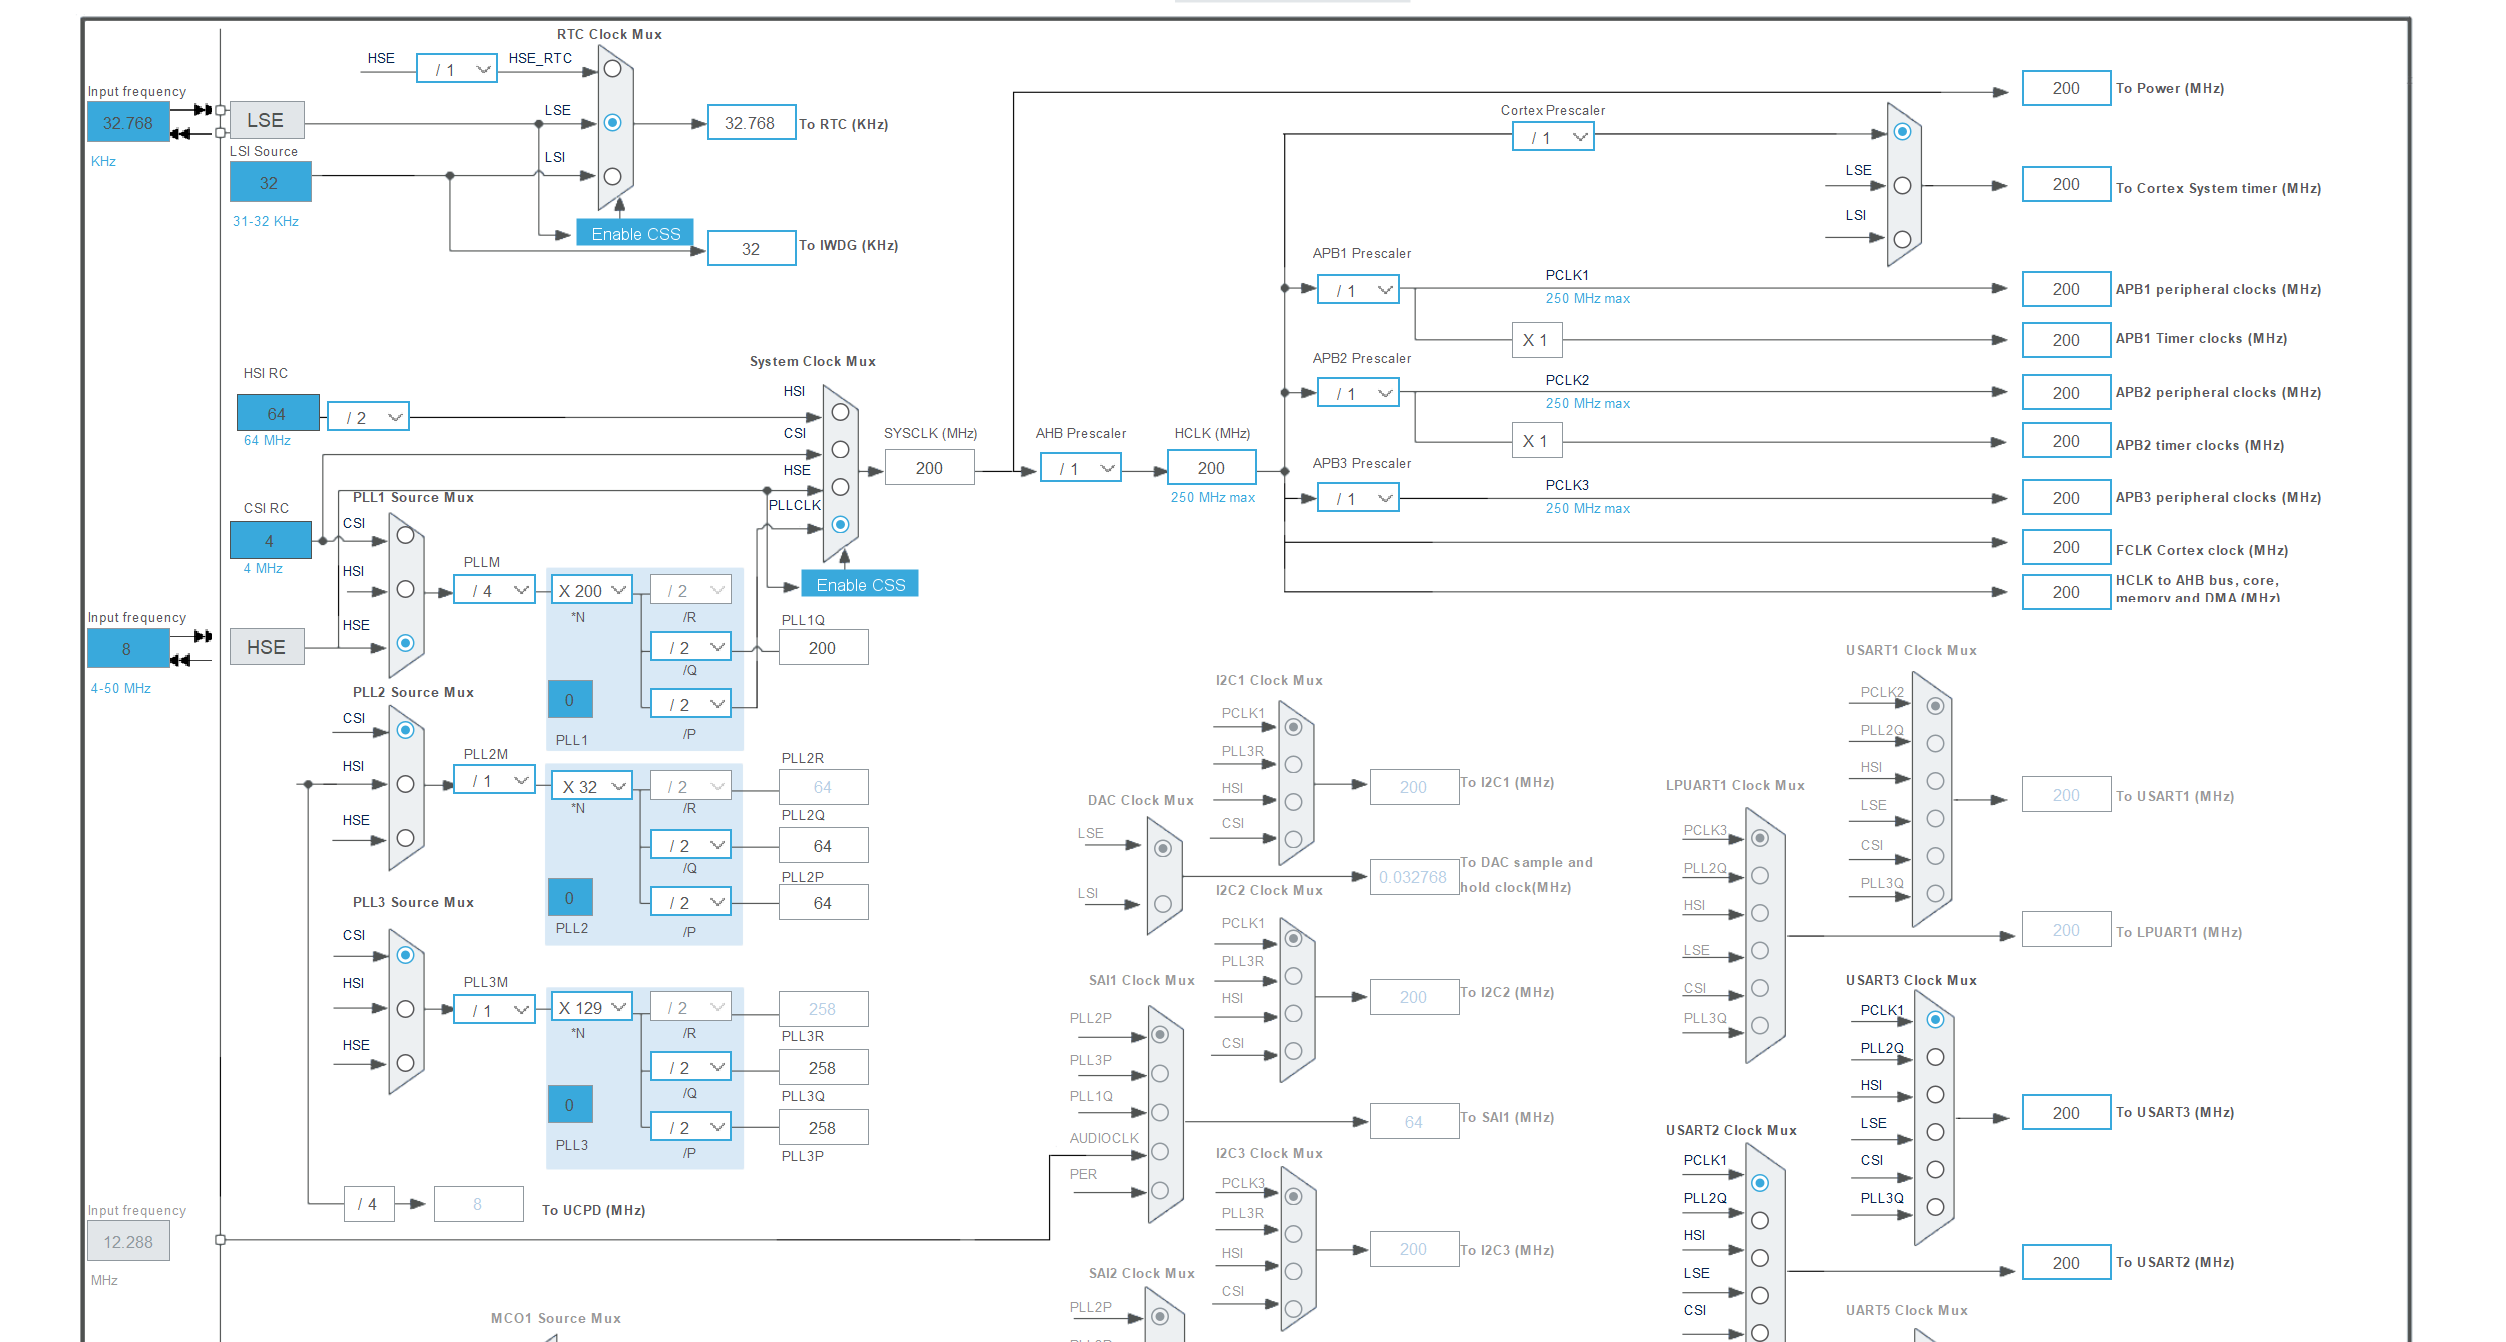 RTC Clock Mux
HSE
/ 1
HSE_RTC
Input frequency
32.768
KHz
LSE
LSE
32.768
To RTC (KHz)
LSI Source
32
31-32 KHz
LSI
Enable CSS
32
To IWDG (KHz)
200
To Power (MHz)
Cortex Prescaler
/ 1
LSE
LSI
200
To Cortex System timer (MHz)
APB1 Prescaler
/ 1
PCLK1
250 MHz max
200
APB1 peripheral clocks (MHz)
X 1
200
APB1 Timer clocks (MHz)
APB2 Prescaler
/ 1
PCLK2
250 MHz max
200
APB2 peripheral clocks (MHz)
X 1
200
APB2 timer clocks (MHz)
APB3 Prescaler
/ 1
PCLK3
250 MHz max
200
APB3 peripheral clocks (MHz)
200
FCLK Cortex clock (MHz)
200
HCLK to AHB bus, core,
memory and DMA (MHz)
System Clock Mux
HSI RC
64
64 MHz
/ 2
HSI
CSI
HSE
PLLCLK
SYSCLK (MHz)
200
AHB Prescaler
/ 1
HCLK (MHz)
200
250 MHz max
Enable CSS
CSI RC
4
4 MHz
PLL1 Source Mux
CSI
HSI
HSE
PLLM
/ 4
X 200
*N
/ 2
/R
/ 2
/Q
/ 2
/P
0
PLL1
PLL1Q
200
Input frequency
8
4-50 MHz
HSE
PLL2 Source Mux
CSI
HSI
HSE
PLL2M
/ 1
X 32
*N
/ 2
/R
/ 2
/Q
/ 2
/P
0
PLL2
PLL2R
64
PLL2Q
64
PLL2P
64
PLL3 Source Mux
CSI
HSI
HSE
PLL3M
/ 1
X 129
*N
/ 2
/R
/ 2
/Q
/ 2
/P
0
PLL3
258
PLL3R
258
PLL3Q
258
PLL3P
/ 4
8
To UCPD (MHz)
Input frequency
12.288
MHz
MCO1 Source Mux
I2C1 Clock Mux
PCLK1
PLL3R
HSI
CSI
200
To I2C1 (MHz)
DAC Clock Mux
LSE
LSI
0.032768
To DAC sample and
hold clock(MHz)
I2C2 Clock Mux
PCLK1
PLL3R
HSI
CSI
200
To I2C2 (MHz)
SAI1 Clock Mux
PLL2P
PLL3P
PLL1Q
AUDIOCLK
PER
64
To SAI1 (MHz)
I2C3 Clock Mux
PCLK3
PLL3R
HSI
CSI
200
To I2C3 (MHz)
SAI2 Clock Mux
PLL2P
USART1 Clock Mux
PCLK2
PLL2Q
HSI
LSE
CSI
PLL3Q
200
To USART1 (MHz)
LPUART1 Clock Mux
PCLK3
PLL2Q
HSI
LSE
CSI
PLL3Q
200
To LPUART1 (MHz)
USART3 Clock Mux
PCLK1
PLL2Q
HSI
LSE
CSI
PLL3Q
200
To USART3 (MHz)
USART2 Clock Mux
PCLK1
PLL2Q
HSI
LSE
CSI
200
To USART2 (MHz)
UART5 Clock Mux